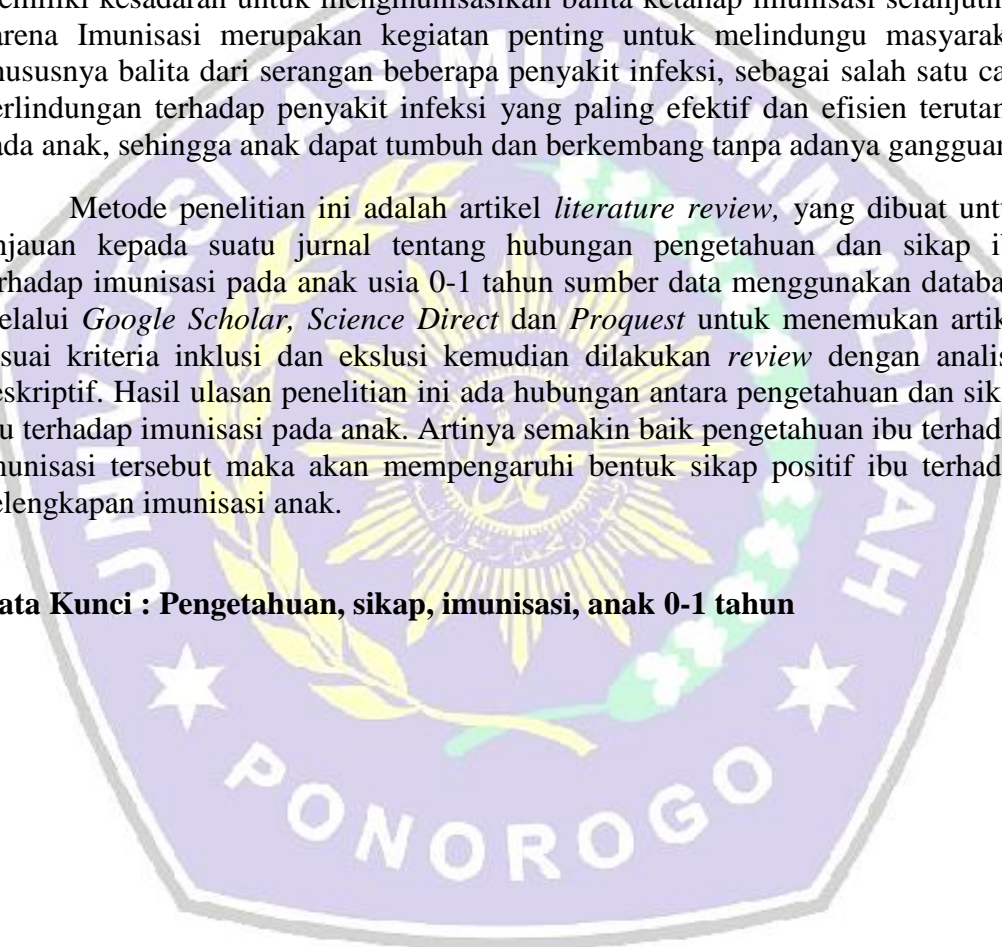 emiliki kesadaran untuk mengimunisasikan balita ketahap imunisasi selanjutn
arena Imunisasi merupakan kegiatan penting untuk melindungu masyarak
hususnya balita dari serangan beberapa penyakit infeksi, sebagai salah satu ca
erlindungan terhadap penyakit infeksi yang paling efektif dan efisien terutan
ada anak, sehingga anak dapat tumbuh dan berkembang tanpa adanya gangguan
Metode penelitian ini adalah artikel literature review, yang dibuat untu
njauan kepada suatu jurnal tentang hubungan pengetahuan dan sikap ib
rhadap imunisasi pada anak usia 0-1 tahun sumber data menggunakan databa
elalui Google Scholar, Science Direct dan Proquest untuk menemukan artik
suai kriteria inklusi dan ekslusi kemudian dilakukan review dengan analis
eskriptif. Hasil ulasan penelitian ini ada hubungan antara pengetahuan dan sik
u terhadap imunisasi pada anak. Artinya semakin baik pengetahuan ibu terhada
munisasi tersebut maka akan mempengaruhi bentuk sikap positif ibu terhada
elengkapan imunisasi anak.
ata Kunci : Pengetahuan, sikap, imunisasi, anak 0-1 tahun
UNIVERSITAS MUHAMMADIYAH
PONOROGO